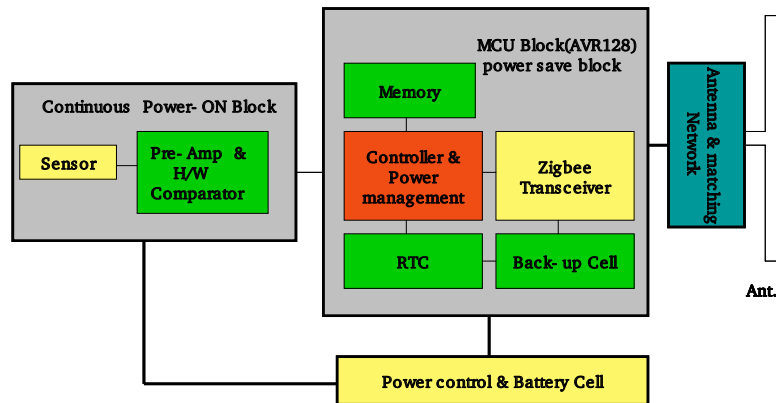 MCU Block(AVR128)
power save block
Continuous Power- ON Block
Sensor
Pre- Amp &
H/W
Comparator
Memory
Controller &
Power
management
Zigbee
Transceiver
RTC
Back- up Cell
Antenna & matching
Network
Ant.
Power control & Battery Cell